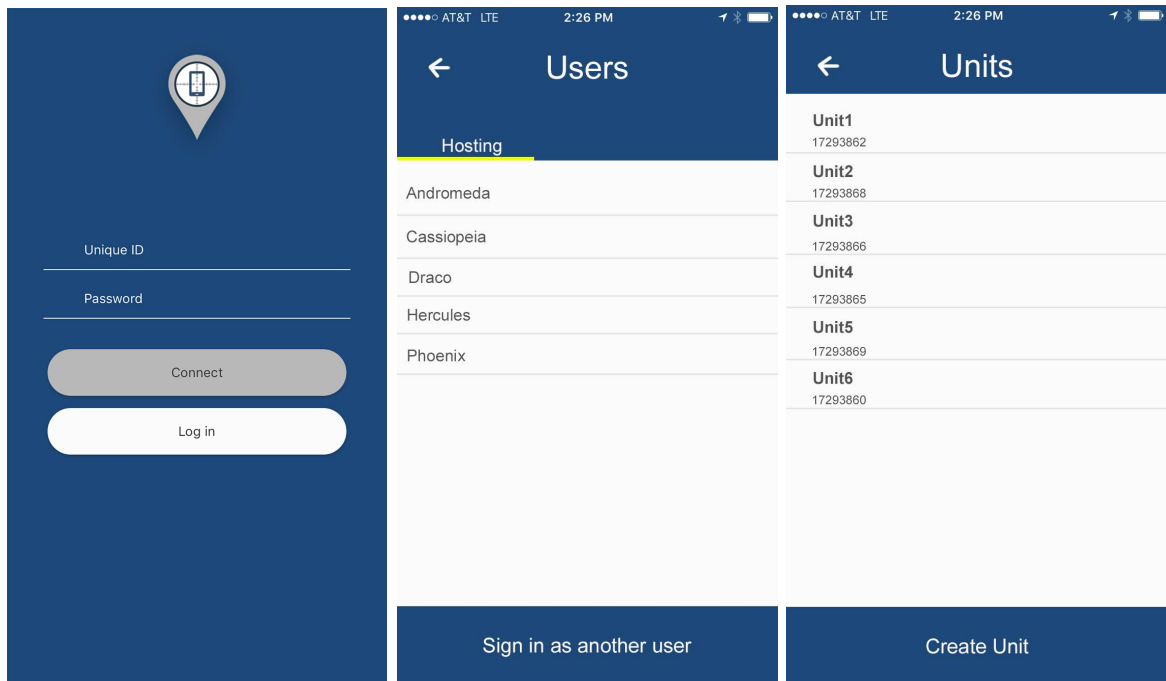 Unique ID
Password
Connect
Log in
AT&T LTE 2:26 PM
Users
Hosting
Andromeda
Cassiopeia
Draco
Hercules
Phoenix
Sign in as another user
AT&T LTE 2:26 PM
Units
Unit1
17293862
Unit2
17293868
Unit3
17293866
Unit4
17293865
Unit5
17293869
Unit6
17293860
Create Unit